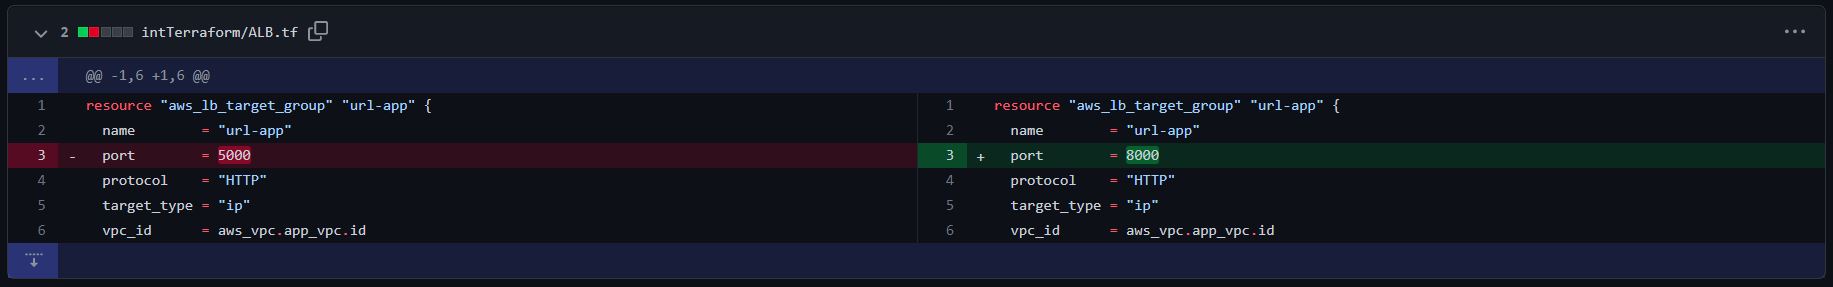 2 intTerraform/ALB.tf
... @@ -1,6 +1,6 @@
1 resource "aws_lb_target_group" "url-app" {
2 name = "url-app"
3 - port = 5000
4 protocol = "HTTP"
5 target_type = "ip"
6 vpc_id = aws_vpc.app_vpc.id
1 resource "aws_lb_target_group" "url-app" {
2 name = "url-app"
3 + port = 8000
4 protocol = "HTTP"
5 target_type = "ip"
6 vpc_id = aws_vpc.app_vpc.id